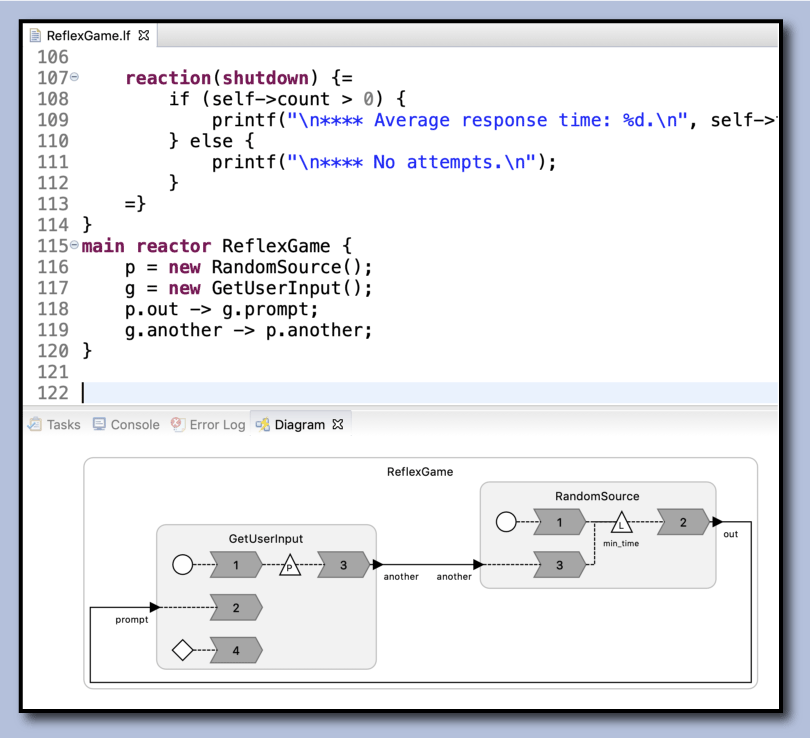 ReflexGame.lf
106
107 reaction(shutdown) {=
108 if (self->count > 0) {
109 printf("\n**** Average response time: %d.\n", self->
110 } else {
111 printf("\n**** No attempts.\n");
112 }
113 =}
114 }
115 main reactor ReflexGame {
116 p = new RandomSource();
117 g = new GetUserInput();
118 p.out -> g.prompt;
119 g.another -> p.another;
120 }
121
122
Tasks Console Error Log Diagram
ReflexGame
RandomSource
1 L 2
min_time
out
3
GetUserInput
1 P 3
another another
2
prompt
4